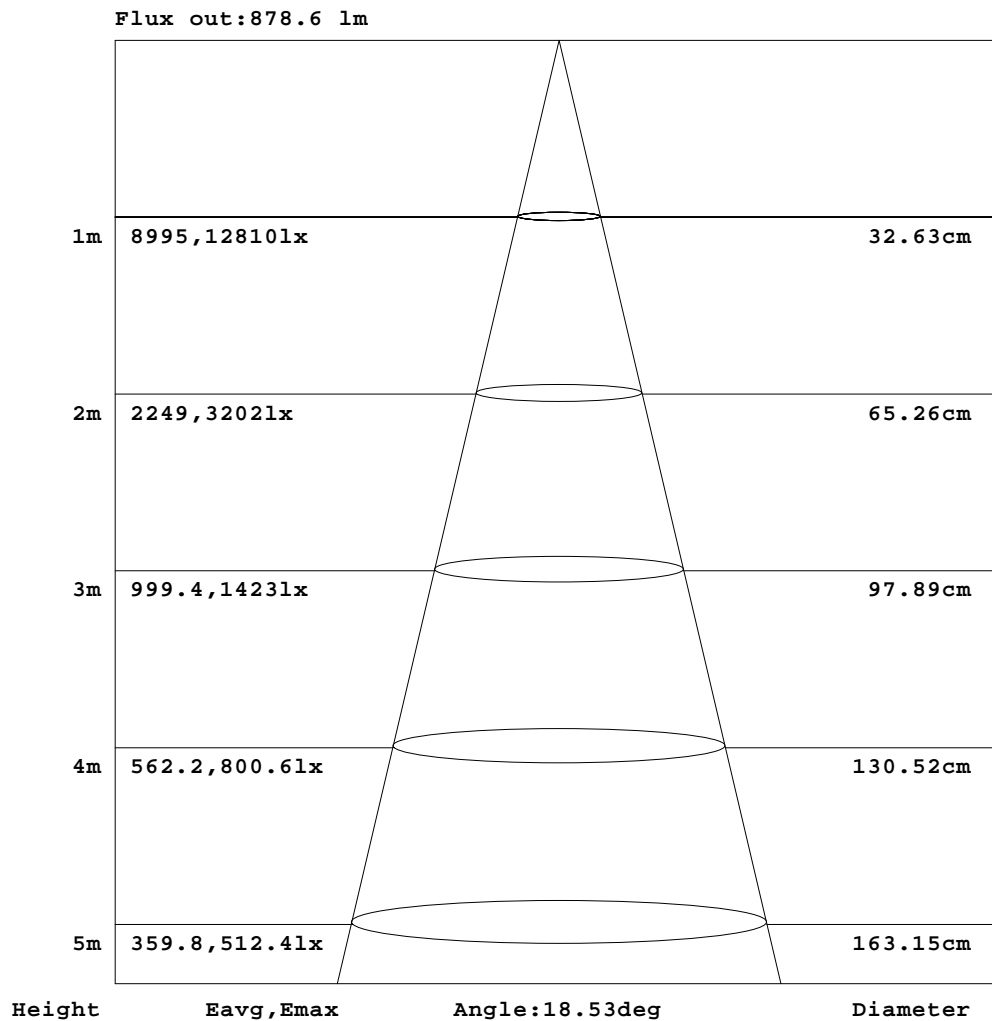 Flux out:878.6 lm
1m 8995,12810lx 32.63cm
2m 2249,3202lx 65.26cm
3m 999.4,1423lx 97.89cm
4m 562.2,800.6lx 130.52cm
5m 359.8,512.4lx 163.15cm
Height Eavg,Emax Angle:18.53deg Diameter